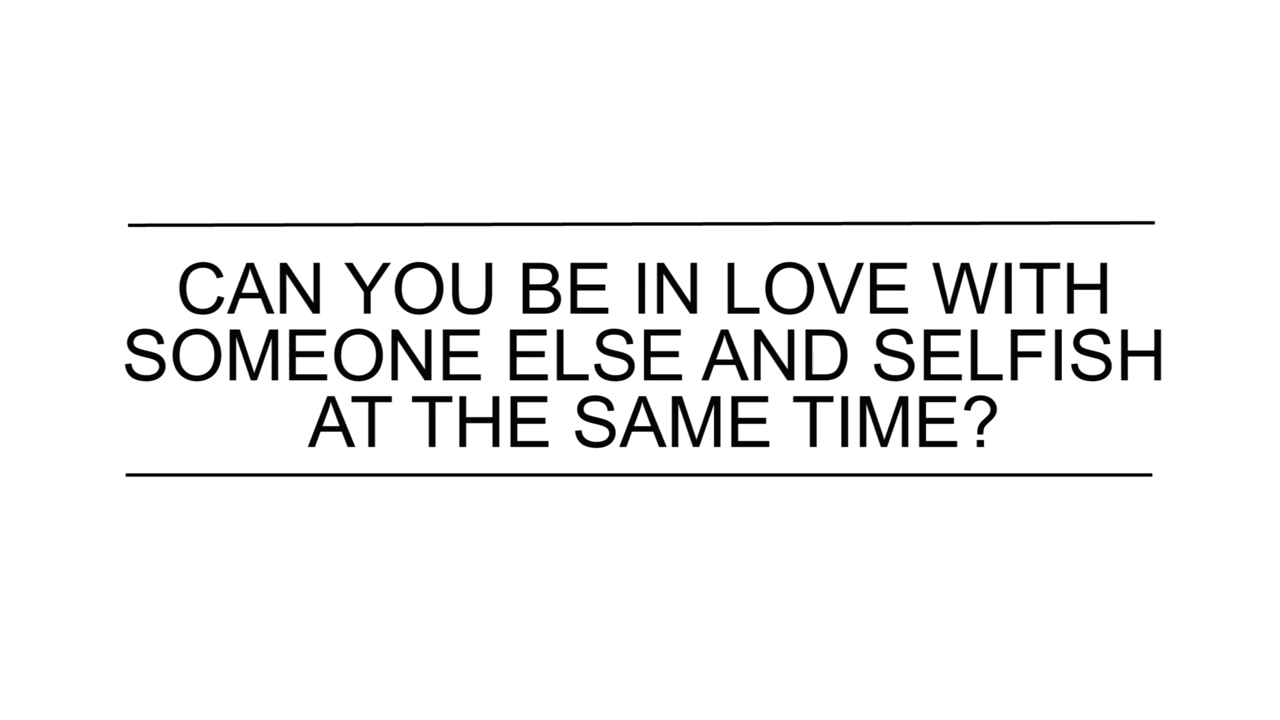 CAN YOU BE IN LOVE WITH
SOMEONE ELSE AND SELFISH
AT THE SAME TIME?